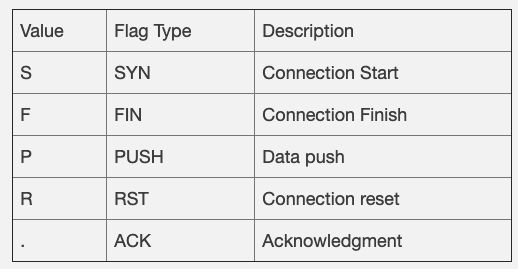 Value Flag Type Description
S SYN Connection Start
F FIN Connection Finish
P PUSH Data push
R RST Connection reset
. ACK Acknowledgment